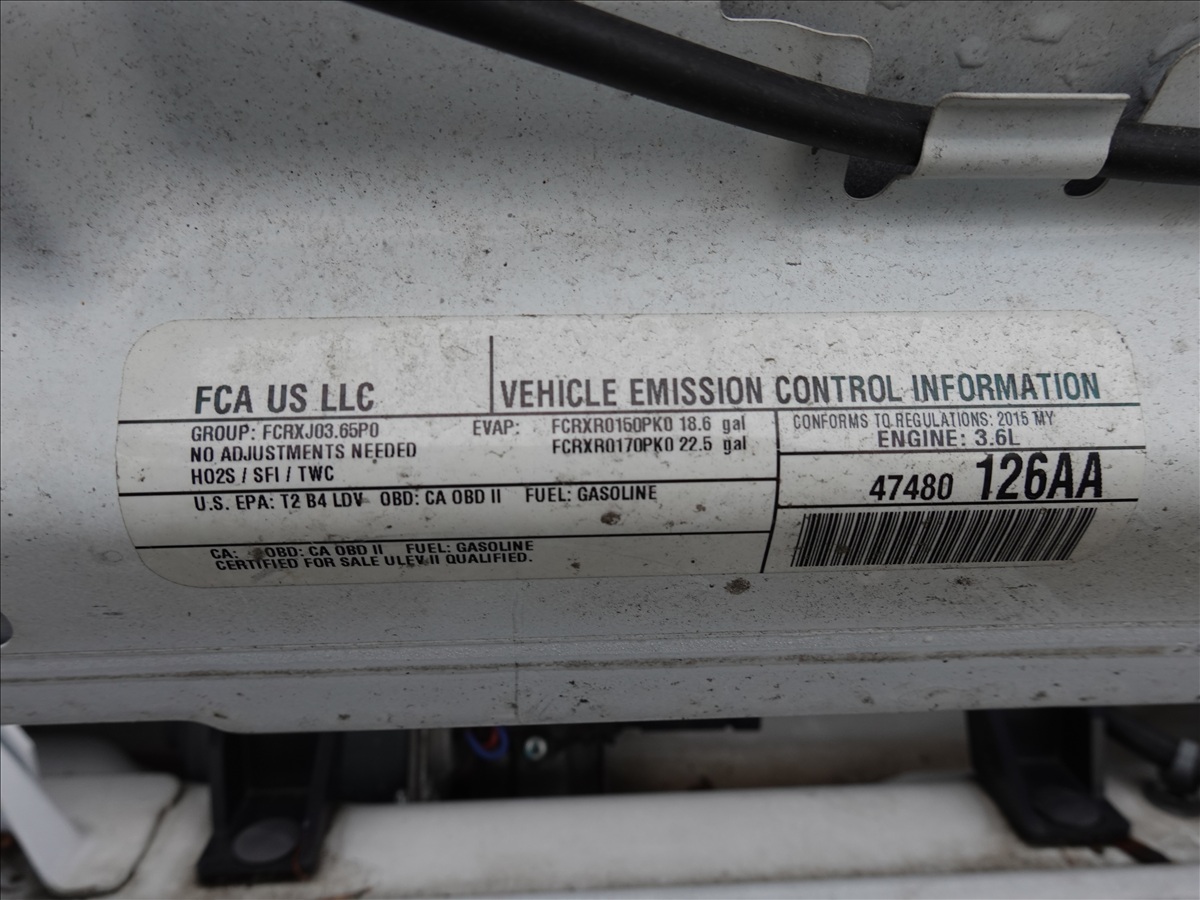 FCA US LLC
VEHICLE EMISSION CONTROL INFORMATION
GROUP: FCRXJ03.65P0
EVAP: FCRXR0150PK0 18.6 gal
NO ADJUSTMENTS NEEDED
FCRXR0170PK0 22.5 gal
HO2S / SFI / TWC
CONFORMS TO REGULATIONS: 2015 MY
ENGINE: 3.6L
47480 126AA
U.S. EPA: T2 B4 LDV OBD: CA OBD II FUEL: GASOLINE
CA: OBD: CA OBD II FUEL: GASOLINE
CERTIFIED FOR SALE ULEV II QUALIFIED.